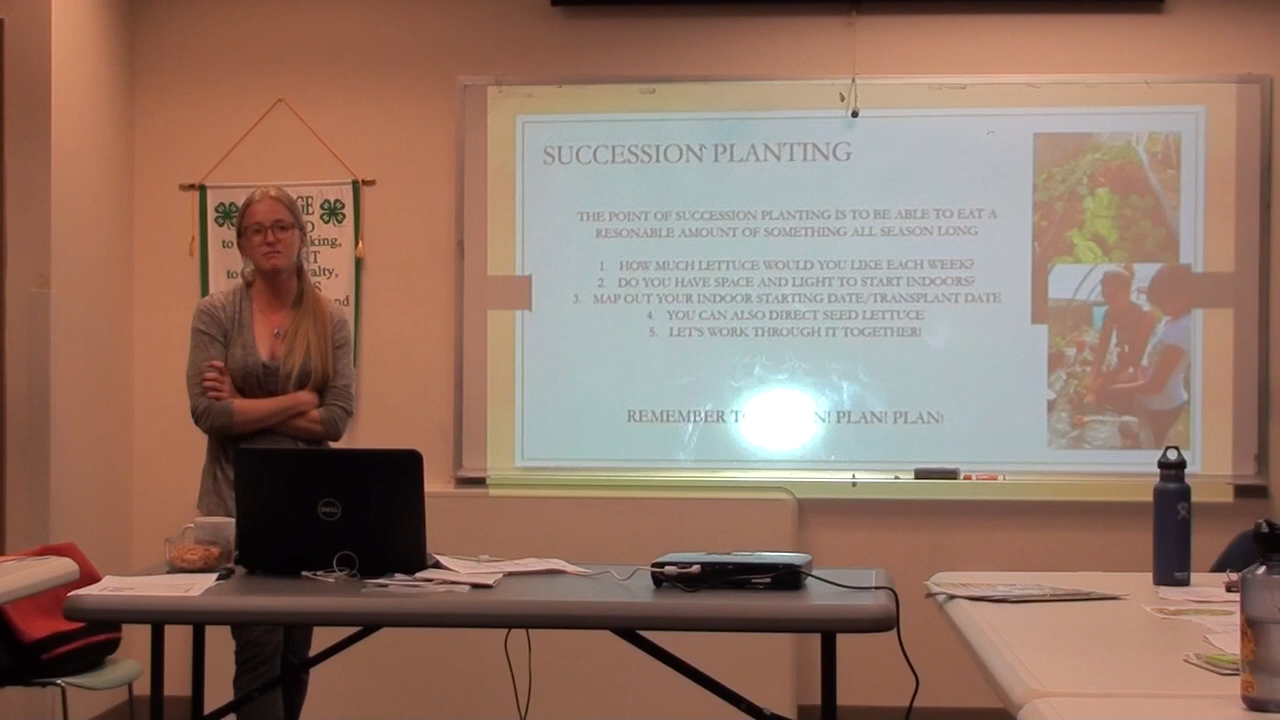 SUCCESSION PLANTING
THE POINT OF SUCCESSION PLANTING IS TO BE ABLE TO EAT A
RESONABLE AMOUNT OF SOMETHING ALL SEASON LONG
1. HOW MUCH LETTUCE WOULD YOU LIKE EACH WEEK?
2. DO YOU HAVE SPACE AND LIGHT TO START INDOORS?
3. MAP OUT YOUR INDOOR STARTING DATE/TRANSPLANT DATE
4. YOU CAN ALSO DIRECT SEED LETTUCE
5. LET'S WORK THROUGH IT TOGETHER!
REMEMBER PLAN! PLAN!
to
to
and
DELL